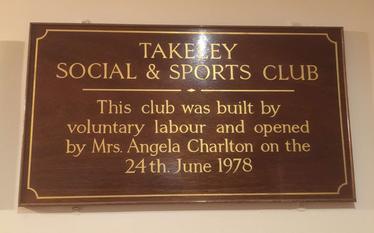 TAKELEY
SOCIAL & SPORTS CLUB
This club was built by
voluntary labour and opened
by Mrs. Angela Charlton on the
24th. June 1978